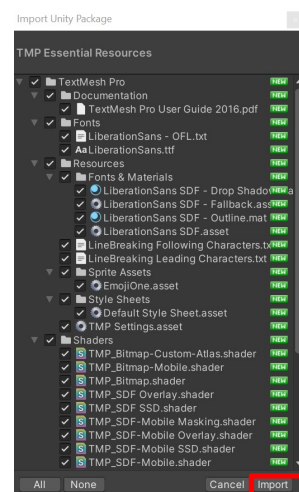 Import Unity Package
TMP Essential Resources
TextMesh Pro NEW
Documentation NEW
TextMesh Pro User Guide 2016.pdf NEW
Fonts NEW
LiberationSans - OFL.txt NEW
Aa LiberationSans.ttf NEW
Resources NEW
Fonts & Materials NEW
LiberationSans SDF - Drop Shadow NEW
LiberationSans SDF - Fallback.ass NEW
LiberationSans SDF - Outline.mat NEW
LiberationSans SDF.asset NEW
LineBreaking Following Characters.tx NEW
LineBreaking Leading Characters.txt NEW
Sprite Assets NEW
EmojiOne.asset NEW
Style Sheets NEW
Default Style Sheet.asset NEW
TMP Settings.asset NEW
Shaders NEW
TMP_Bitmap-Custom-Atlas.shader NEW
TMP_Bitmap-Mobile.shader NEW
TMP_Bitmap.shader NEW
TMP_SDF Overlay.shader NEW
TMP_SDF SSD.shader NEW
TMP_SDF-Mobile Masking.shader NEW
TMP_SDF-Mobile Overlay.shader NEW
TMP_SDF-Mobile SSD.shader NEW
TMP_SDF-Mobile.shader NEW
All None Cancel Import